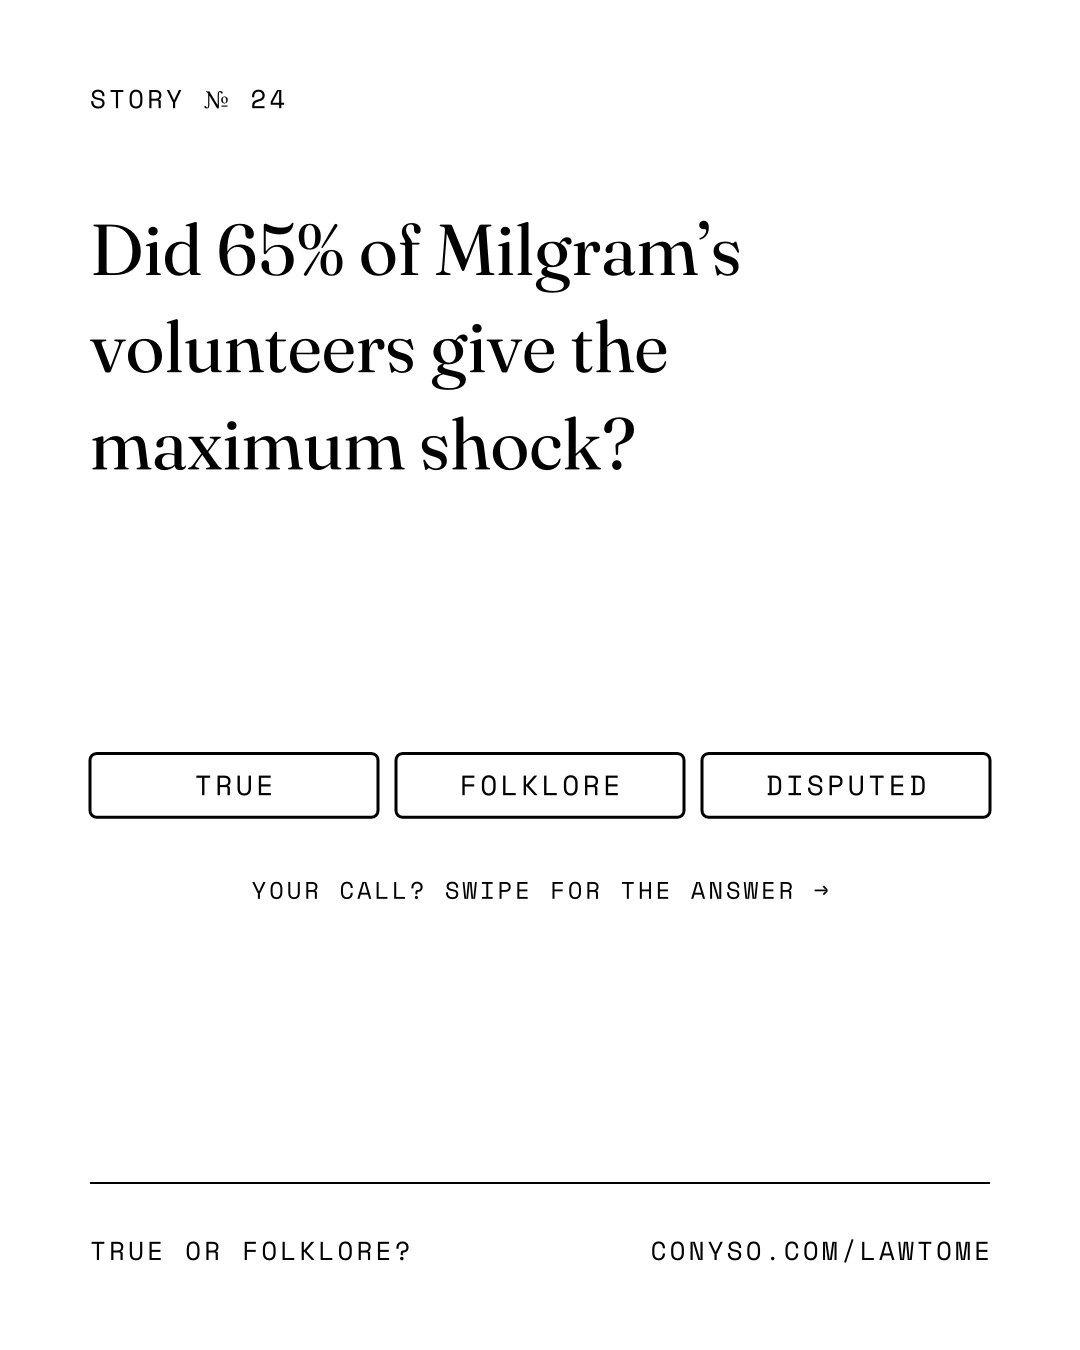 STORY № 24
Did 65% of Milgram’s
volunteers give the
maximum shock?
TRUE
FOLKLORE
DISPUTED
YOUR CALL? SWIPE FOR THE ANSWER →
TRUE OR FOLKLORE?
CONYSO.COM/LAWTOME